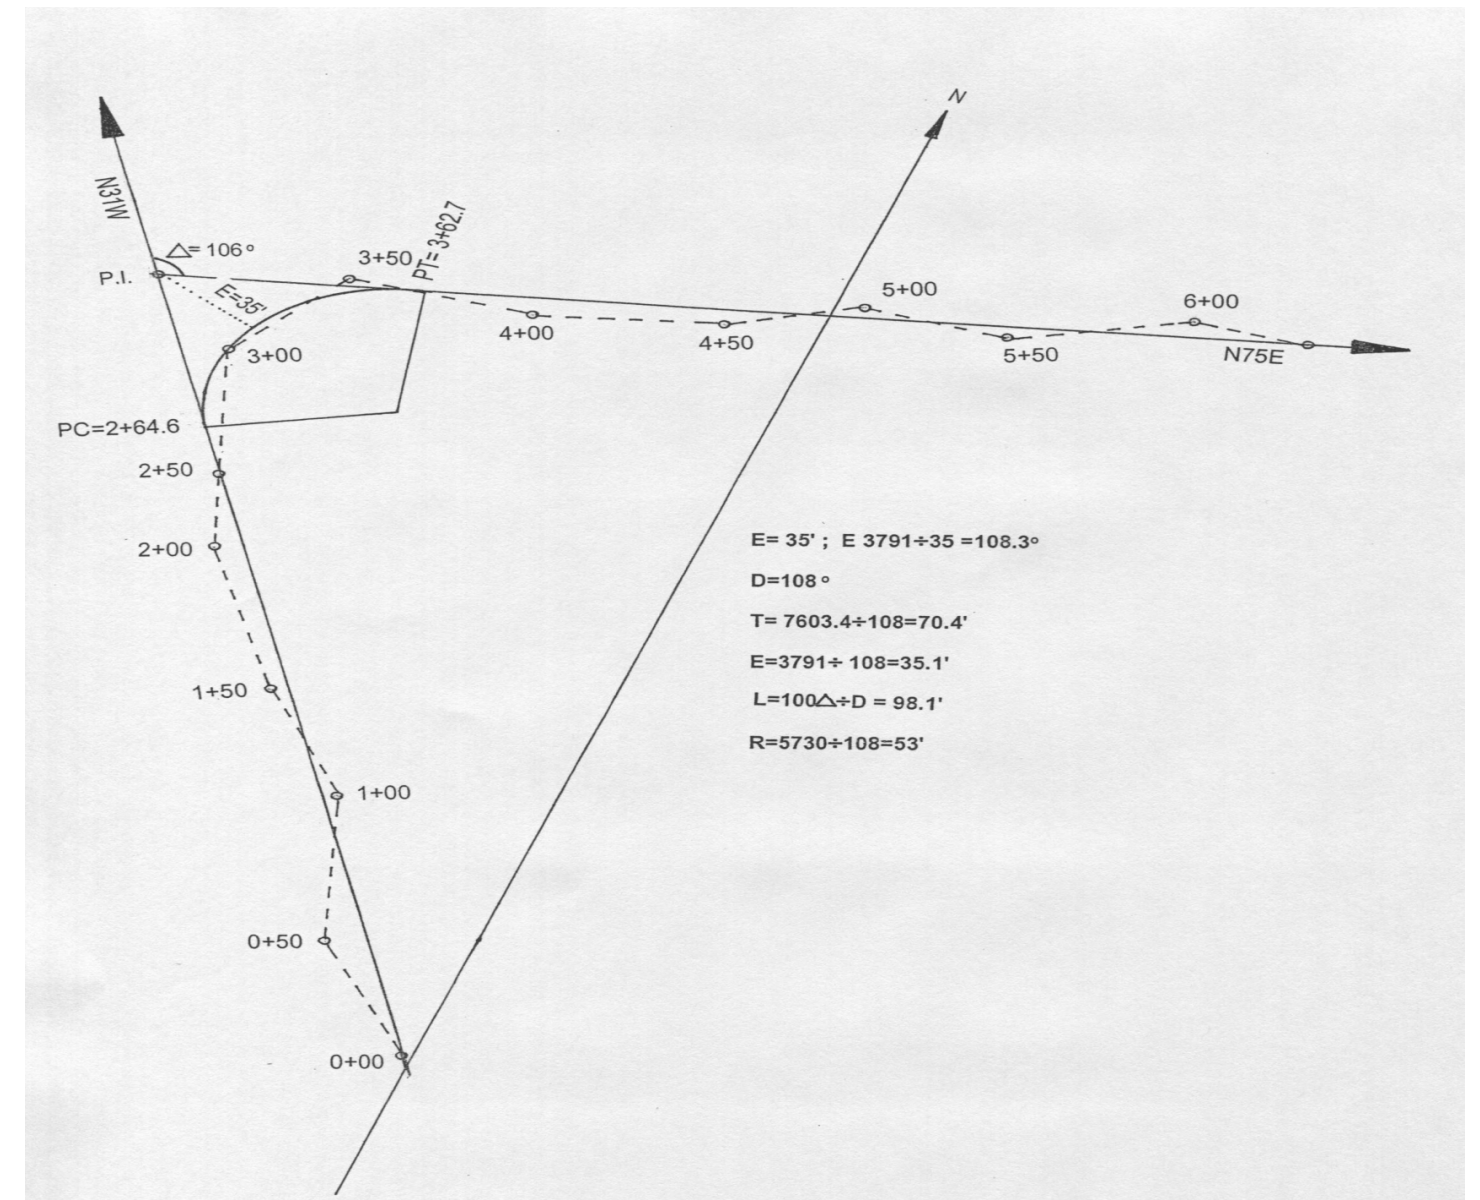 N
N31W
△= 106°
P.I.
E=35'
3+50
PT= 3+62.7
5+00
6+00
4+00
4+50
5+50
N75E
3+00
PC=2+64.6
2+50
2+00
E= 35' ; E 3791÷35 =108.3°
D=108°
T= 7603.4÷108=70.4'
E=3791÷ 108=35.1'
L=100△÷D = 98.1'
R=5730÷108=53'
1+50
1+00
0+50
0+00